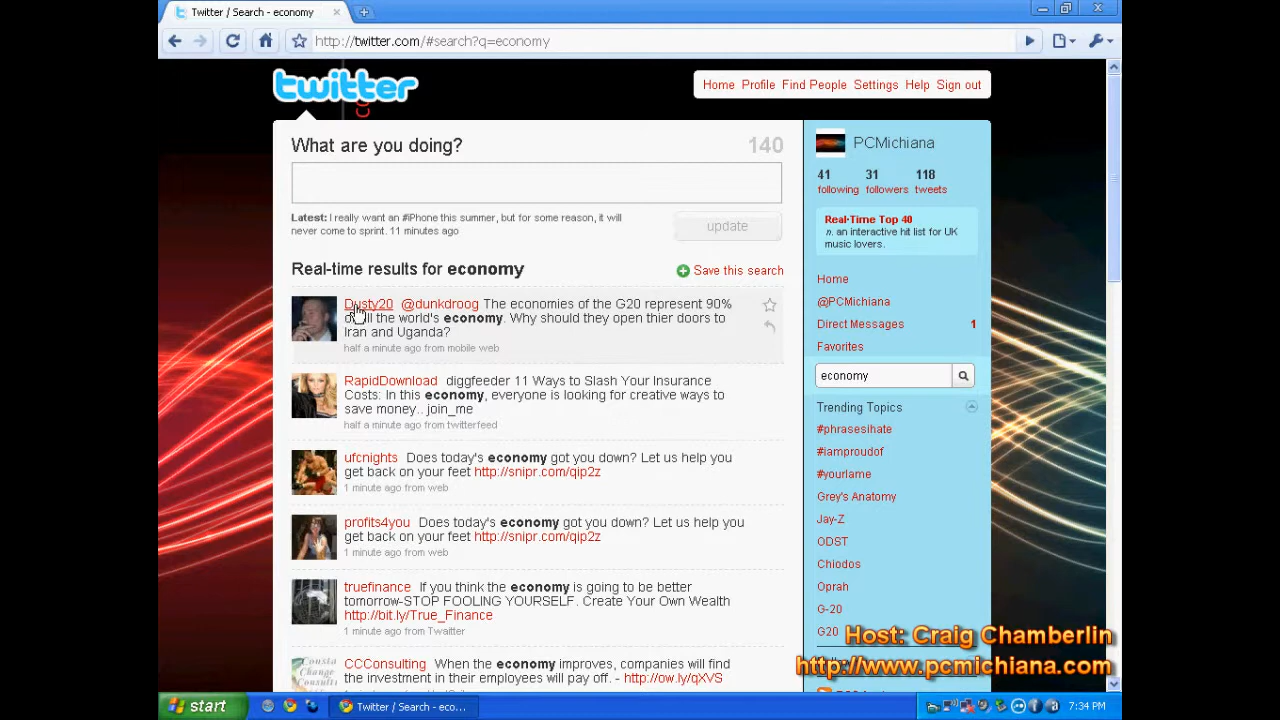 Twitter / Search - economy
http://twitter.com/#search?q=economy
twitter
Home Profile Find People Settings Help Sign out
What are you doing?
140
Latest: I really want an #iPhone this summer, but for some reason, it will
never come to sprint. 11 minutes ago
update
Real-time results for economy
Save this search
Dusty20 @dunkdroog The economies of the G20 represent 90%
all the world's economy. Why should they open thier doors to
Iran and Uganda?
half a minute ago from mobile web
RapidDownload diggfeeder 11 Ways to Slash Your Insurance
Costs: In this economy, everyone is looking for creative ways to
save money.. join_me
half a minute ago from twitterfeed
ufcnights Does today's economy got you down? Let us help you
get back on your feet http://snipr.com/qip2z
1 minute ago from web
profits4you Does today's economy got you down? Let us help you
get back on your feet http://snipr.com/qip2z
1 minute ago from web
truefinance If you think the economy is going to be better
tomorrow-STOP FOOLING YOURSELF. Create Your Own Wealth
http://bit.ly/True_Finance
1 minute ago from Twaitter
CCConsulting When the economy improves, companies will find
the investment in their employees will pay off. - http://ow.ly/qXVS
PCMichiana
41 31 118
following followers tweets
Real-Time Top 40
n. an interactive hit list for UK
music lovers.
Home
@PCMichiana
Direct Messages 1
Favorites
economy
Trending Topics
#phrasesihate
#iamproudof
#yourlame
Grey's Anatomy
Jay-Z
ODST
Chiodos
Oprah
G-20
G20
Host: Craig Chamberlin
http://www.pcmichiana.com
start
Twitter / Search - eco...
7:34 PM